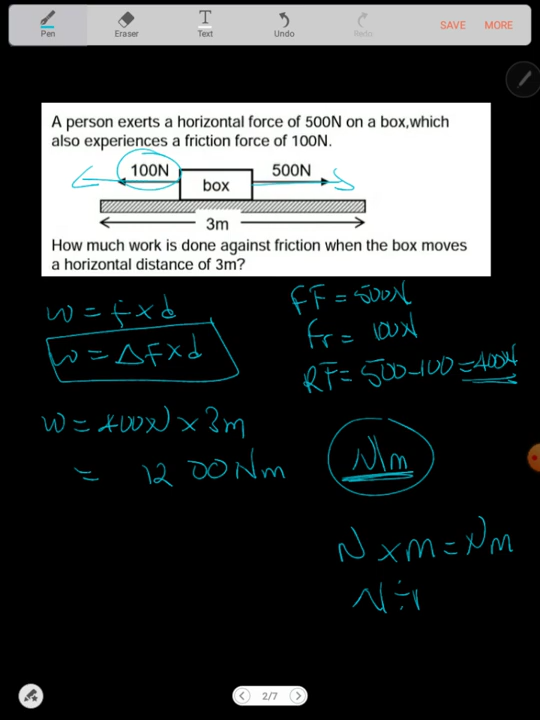 Pen
Eraser
Text
Undo
Redo
SAVE
MORE
A person exerts a horizontal force of 500N on a box,which
also experiences a friction force of 100N.
100N
500N
box
3m
How much work is done against friction when the box moves
a horizontal distance of 3m?
w = f x d
w = ΔF x d
w = 400N x 3m
= 1200Nm
FF = 500N
Fr = 100N
RF = 500-100 = 400N
N/m
N x m = Nm
N ÷
2/7